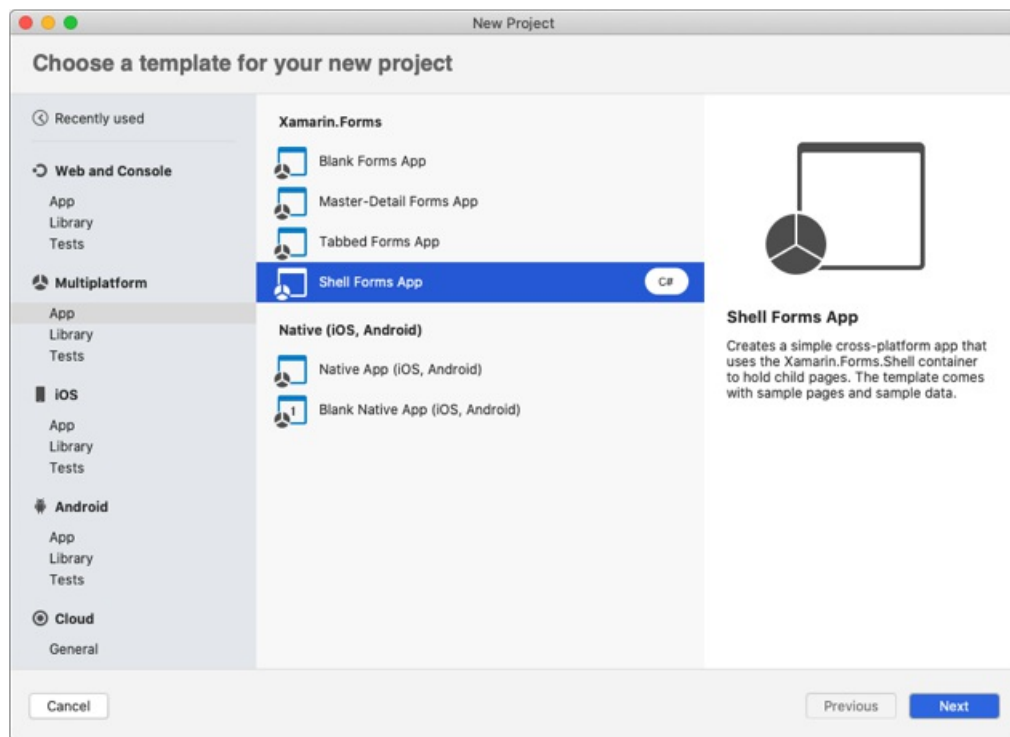 New Project
Choose a template for your new project
Recently used
Web and Console
App
Library
Tests
Multiplatform
App
Library
Tests
iOS
App
Library
Tests
Android
App
Library
Tests
Cloud
General
Xamarin.Forms
Blank Forms App
Master-Detail Forms App
Tabbed Forms App
Shell Forms App
C#
Native (iOS, Android)
Native App (iOS, Android)
1
Blank Native App (iOS, Android)
Shell Forms App
Creates a simple cross-platform app that
uses the Xamarin.Forms.Shell container
to hold child pages. The template comes
with sample pages and sample data.
Cancel
Previous
Next